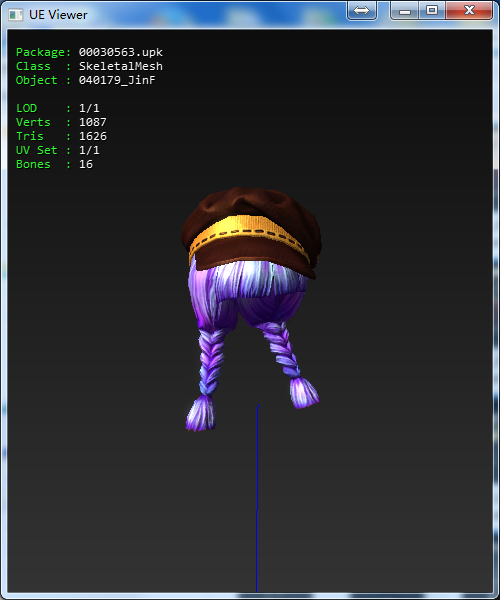 UE Viewer
Package: 00030563.upk
Class : SkeletalMesh
Object : 040179_JinF
LOD : 1/1
Verts : 1087
Tris : 1626
UV Set : 1/1
Bones : 16